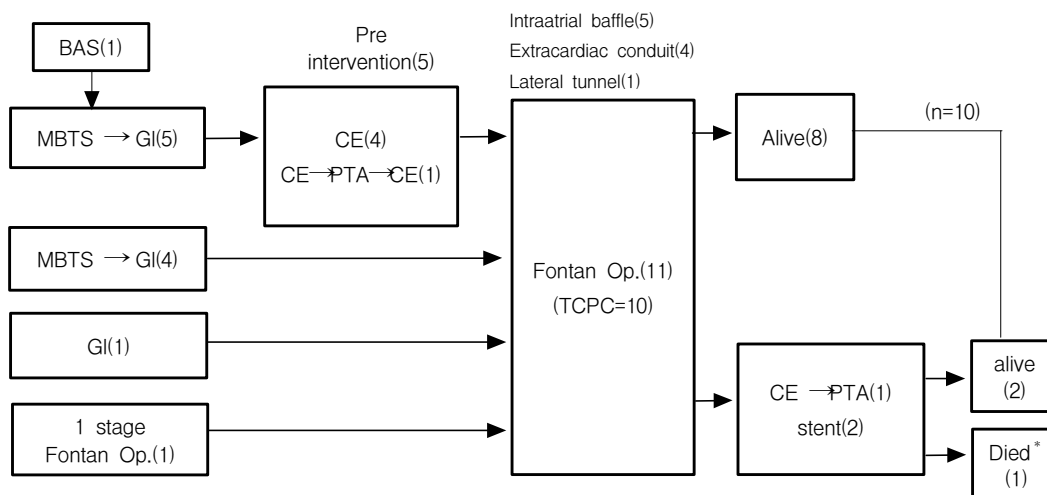 BAS(1)
Pre
intervention(5)
Intraatrial baffle(5)
Extracardiac conduit(4)
Lateral tunnel(1)
MBTS → GI(5)
CE(4)
CE→PTA→CE(1)
Alive(8)
(n=10)
MBTS → GI(4)
Fontan Op.(11)
(TCPC=10)
GI(1)
1 stage
Fontan Op.(1)
CE →PTA(1)
stent(2)
alive
(2)
Died*
(1)